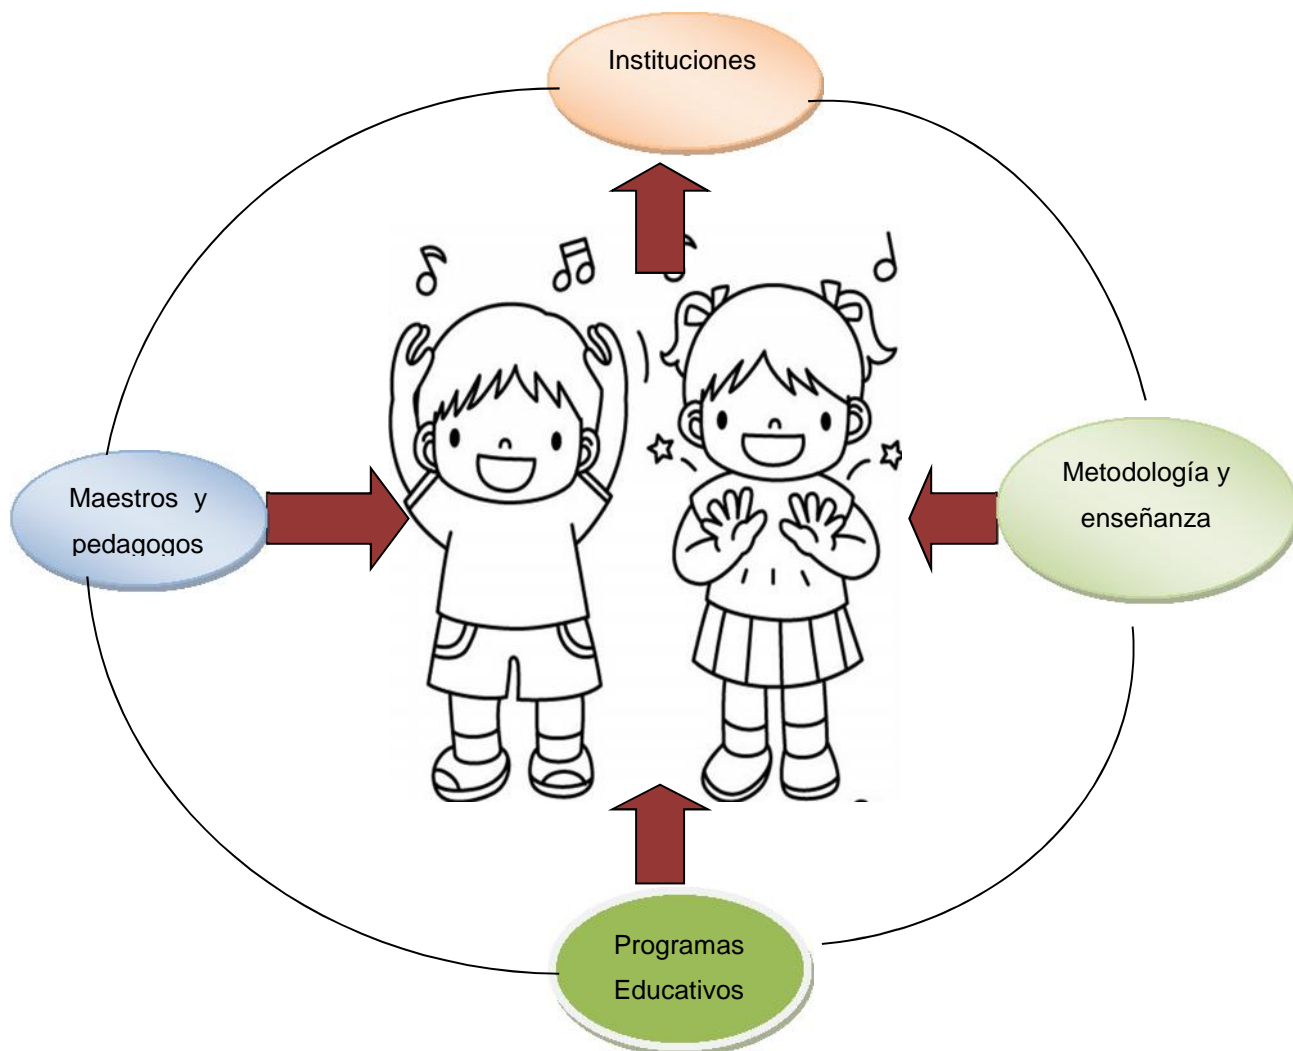 Instituciones
Maestros y
pedagogos
Metodología y
enseñanza
Programas
Educativos